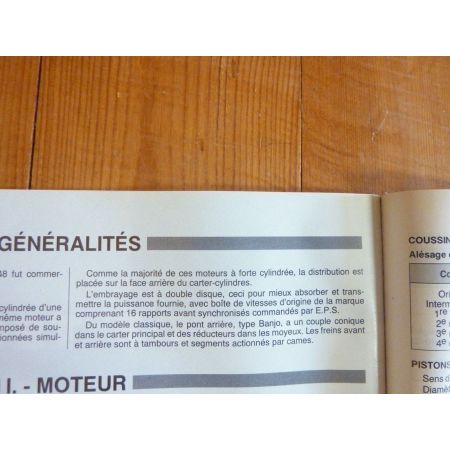 GÉNÉRALITÉS
48 fut commer-
cylindrée d'une
même moteur a
mposé de sou-
tionnées simul-
Comme la majorité de ces moteurs à forte cylindrée, la distribution est
placée sur la face arrière du carter-cylindres.
L'embrayage est à double disque, ceci pour mieux absorber et trans-
mettre la puissance fournie, avec boîte de vitesses d'origine de la marque
comprenant 16 rapports avant synchronisés commandés par E.P.S.
Du modèle classique, le pont arrière, type Banjo, a un couple conique
dans le carter principal et des réducteurs dans les moyeux. Les freins avant
et arrière sont à tambours et segments actionnés par cames.
I. - MOTEUR
COUSSIN
Alésage
Co
Ori
Interm
1re
2e
3e
4e
PISTONS
Sens d
Diamè